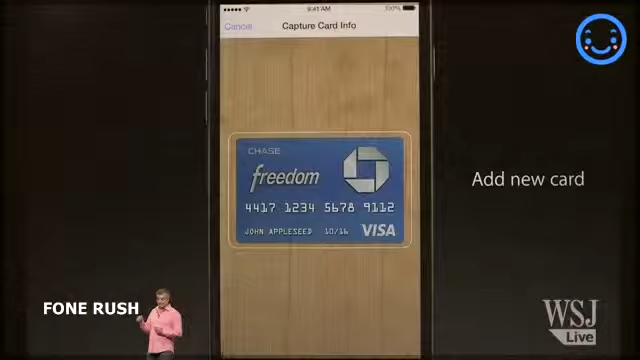 9:41 AM
100%
Cancel
Capture Card Info
CHASE
freedom
4417 1234 5678 9112
JOHN APPLESEED 10/16 VISA
Add new card
FONE RUSH
WSJ
Live